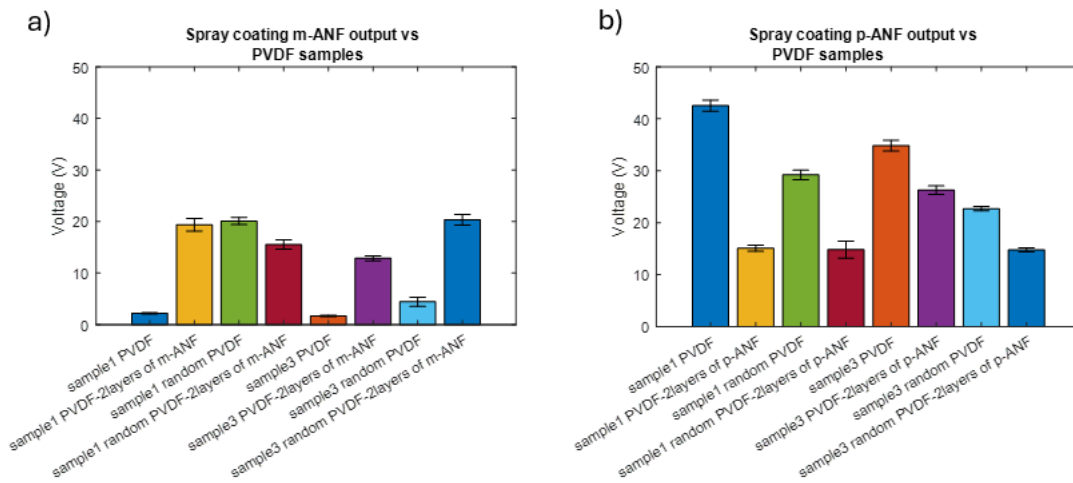 a)
Spray coating m-ANF output vs
PVDF samples
50
40
30
20
10
0
Voltage (V)
sample1 PVDF
sample1 PVDF-2layers of m-ANF
sample1 random PVDF
sample1 random PVDF-2layers of m-ANF
sample3 PVDF
sample3 PVDF-2layers of m-ANF
sample3 random PVDF
sample3 random PVDF-2layers of m-ANF
b)
Spray coating p-ANF output vs
PVDF samples
50
40
30
20
10
0
Voltage (V)
sample1 PVDF
sample1 PVDF-2layers of p-ANF
sample1 random PVDF
sample1 random PVDF-2layers of p-ANF
sample3 PVDF
sample3 PVDF-2layers of p-ANF
sample3 random PVDF
sample3 random PVDF-2layers of p-ANF